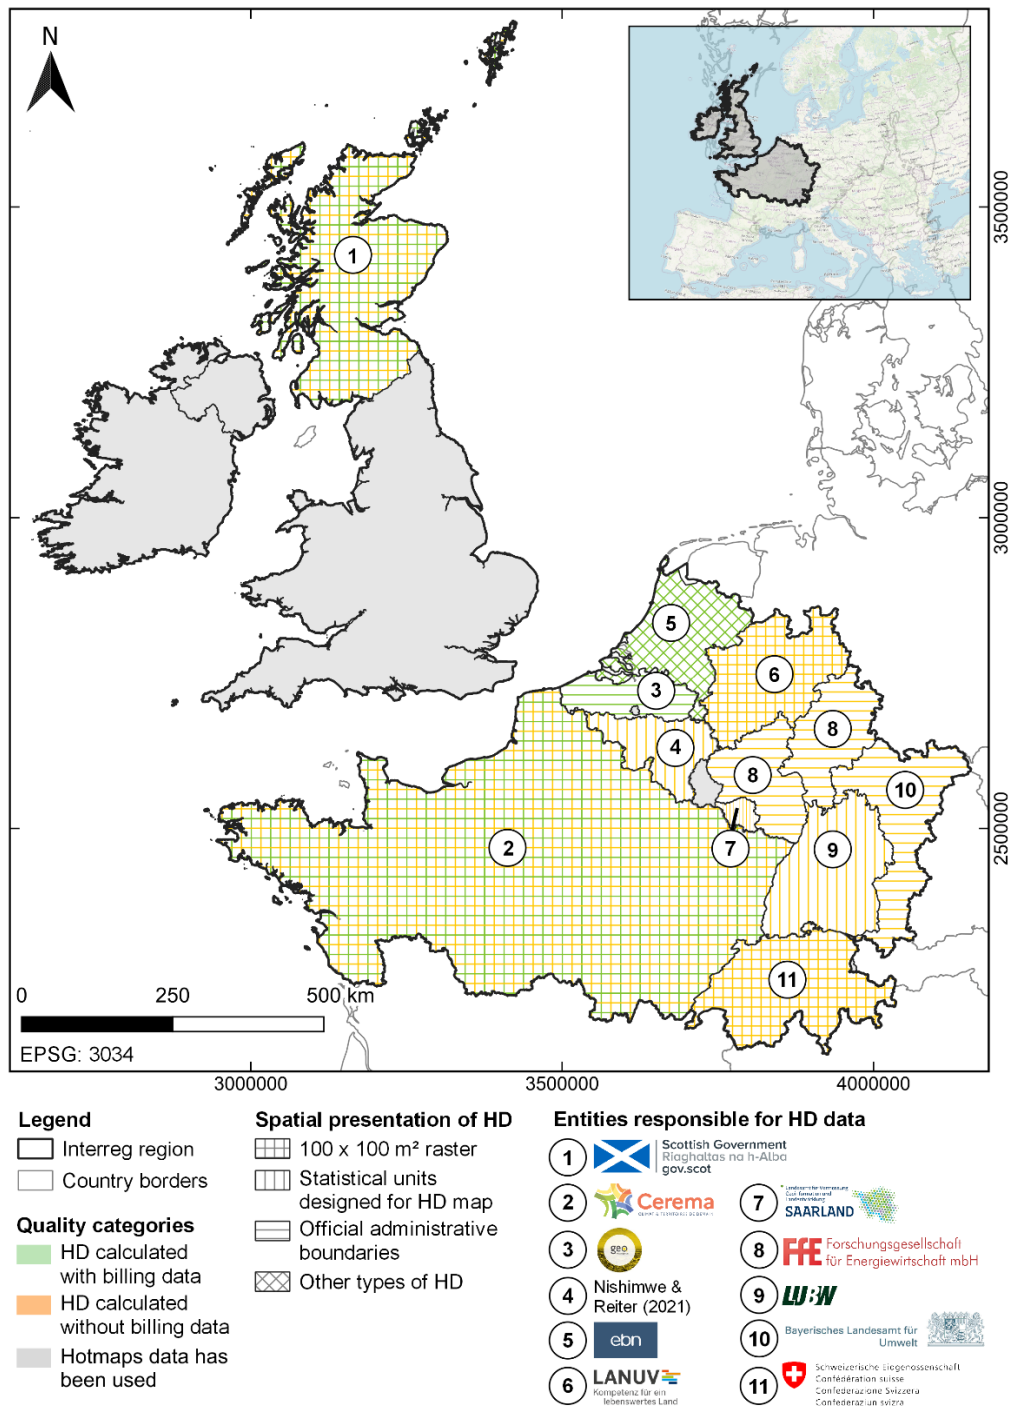 N
1
2
3
4
5
6
7
8
8
9
10
11
3500000
3000000
2500000
0 250 500 km
EPSG: 3034
3000000 3500000 4000000
Legend
Interreg region
Country borders
Quality categories
HD calculated
with billing data
HD calculated
without billing data
Hotmaps data has
been used
Spatial presentation of HD
100 x 100 m² raster
Statistical units
designed for HD map
Official administrative
boundaries
Other types of HD
Entities responsible for HD data
1
Scottish Government
Riaghaltas na h-Alba
gov.scot
2
Cerema
3
geo
4
Nishimwe &
Reiter (2021)
5
ebn
6
LANUV
Kompetenz für ein
lebenswertes Land
7
SAARLAND
8
FfE Forschungsgesellschaft
für Energiewirtschaft mbH
9
LUBW
10
Bayerisches Landesamt für
Umwelt
11
Schweizerische Eidgenossenschaft
Confédération suisse
Confederazione Svizzera
Confederaziun svizra